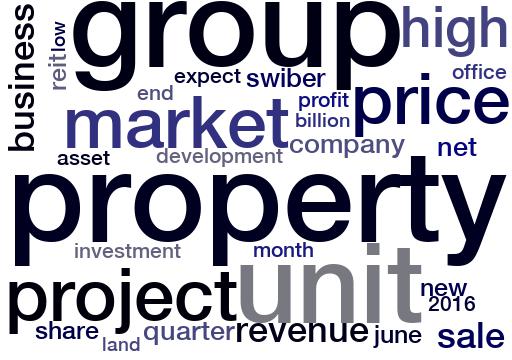 business
reit
low
group
high
expect
swiber
office
end
profit
price
market
billion
company
net
asset
development
property
investment
month
project
unit
new
2016
share
land
quarter
revenue
june
sale